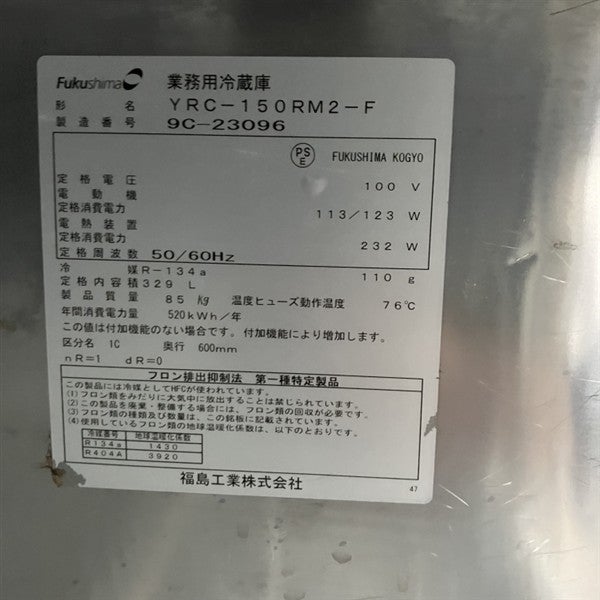 Fukushima 業務用冷蔵庫
形名 YRC-150RM2-F
製造番号 9C-23096
PS E FUKUSHIMA KOGYO
定格電圧 100 V
電動機
定格消費電力 113/123 W
電熱装置
定格消費電力 232 W
定格周波数 50/60Hz
冷媒 R-134a 110 g
定格内容積 329 L
製品質量 85 Kg 温度ヒューズ動作温度 76℃
年間消費電力量 520kWh/年
この値は付加機能のない場合です。付加機能により増加します。
区分名 1C 奥行 600mm
nR=1 dR=0
フロン排出抑制法 第一種特定製品
この製品には冷媒としてHFCが使われています。
(1)フロン類をみだりに大気中に放出することは禁じられています。
(2)この製品を廃棄・整備する場合には、フロン類の回収が必要です。
(3)フロン類の種類及び数量は、この銘板に記載されています。
(4)使用しているフロン類の地球温暖化係数は、以下のとおりです。
冷媒番号 地球温暖化係数
R134a 1430
R404A 3920
福島工業株式会社
47